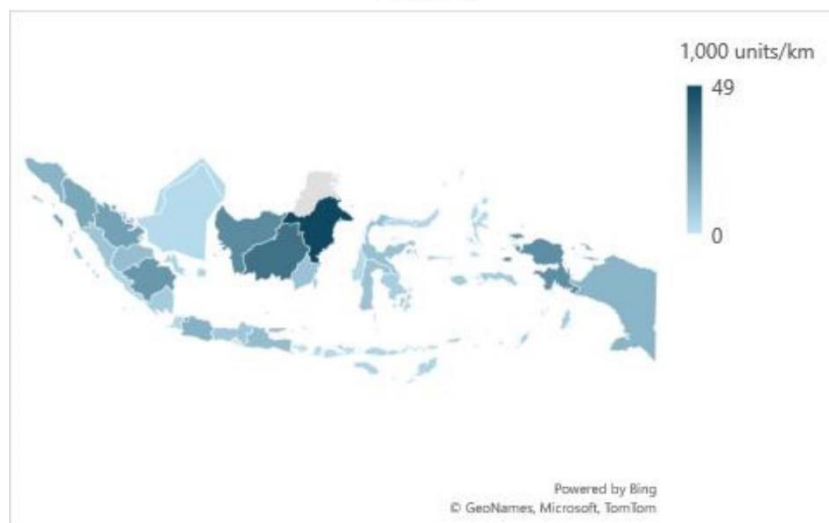 1,000 units/km
49
0
Powered by Bing
© GeoNames, Microsoft, TomTom